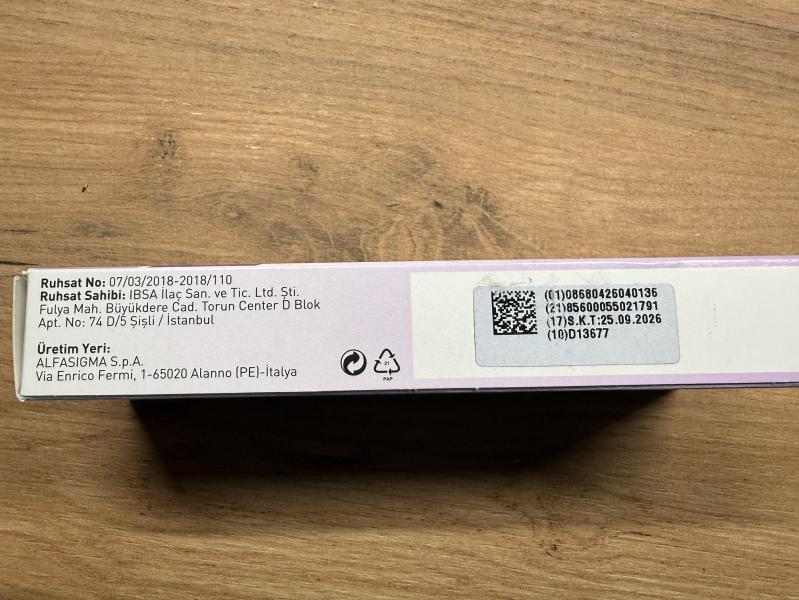 Ruhsat No: 07/03/2018-2018/110
Ruhsat Sahibi: İBSA İlaç San. ve Tic. Ltd. Şti.
Fulya Mah. Büyükdere Cad. Torun Center D Blok
Apt. No: 74 D/5 Şişli / İstanbul
Üretim Yeri:
ALFASIGMA S.p.A.
Via Enrico Fermi, 1-65020 Alanno (PE)-İtalya
21
PAP
(01)08680426040136
(21)85600055021791
(17)S.K.T:25.09.2026
(10)D13677